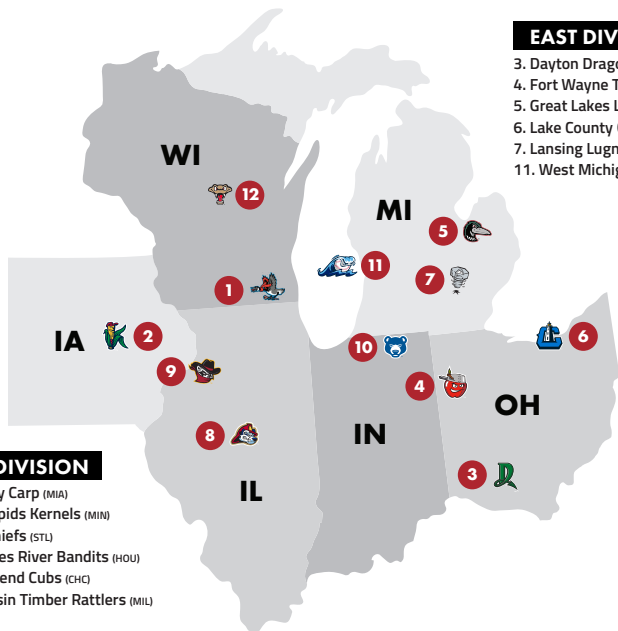 EAST DIV
3. Dayton Drago
4. Fort Wayne T
5. Great Lakes L
6. Lake County
7. Lansing Lugn
11. West Michig
WI
12
MI
5
11
7
1
IA
2
10
6
9
4
OH
8
IN
3
IL
DIVISION
y Carp (MIA)
pids Kernels (MIN)
hiefs (STL)
es River Bandits (HOU)
end Cubs (CHC)
sin Timber Rattlers (MIL)